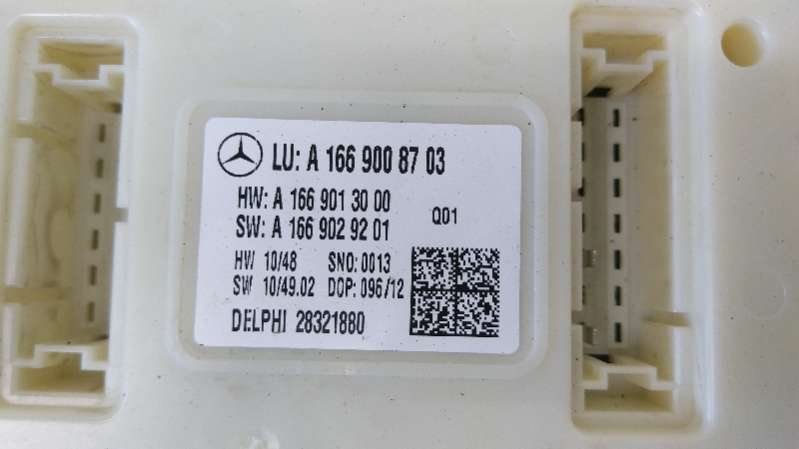 LU: A 166 900 87 03
HW: A 166 901 30 00
SW: A 166 902 92 01
Q01
HW 10/48 SNO: 0013
SW 10/49.02 DOP: 096/12
DELPHI 28321880